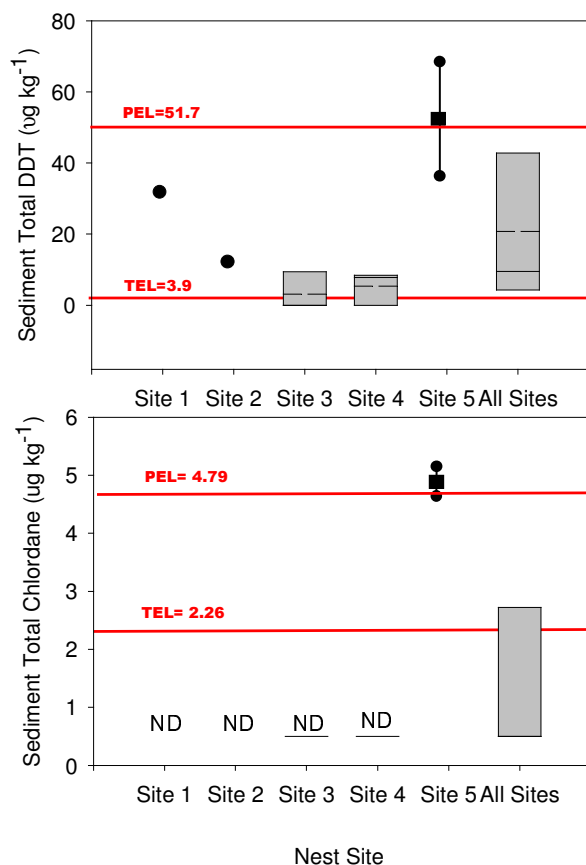 80
60
40
20
0
Sediment Total DDT (υg kg-1)
PEL=51.7
TEL=3.9
Site 1 Site 2 Site 3 Site 4 Site 5 All Sites
6
5
4
3
2
1
0
Sediment Total Chlordane (ug kg-1)
PEL= 4.79
TEL= 2.26
ND ND ND ND
Site 1 Site 2 Site 3 Site 4 Site 5 All Sites
Nest Site